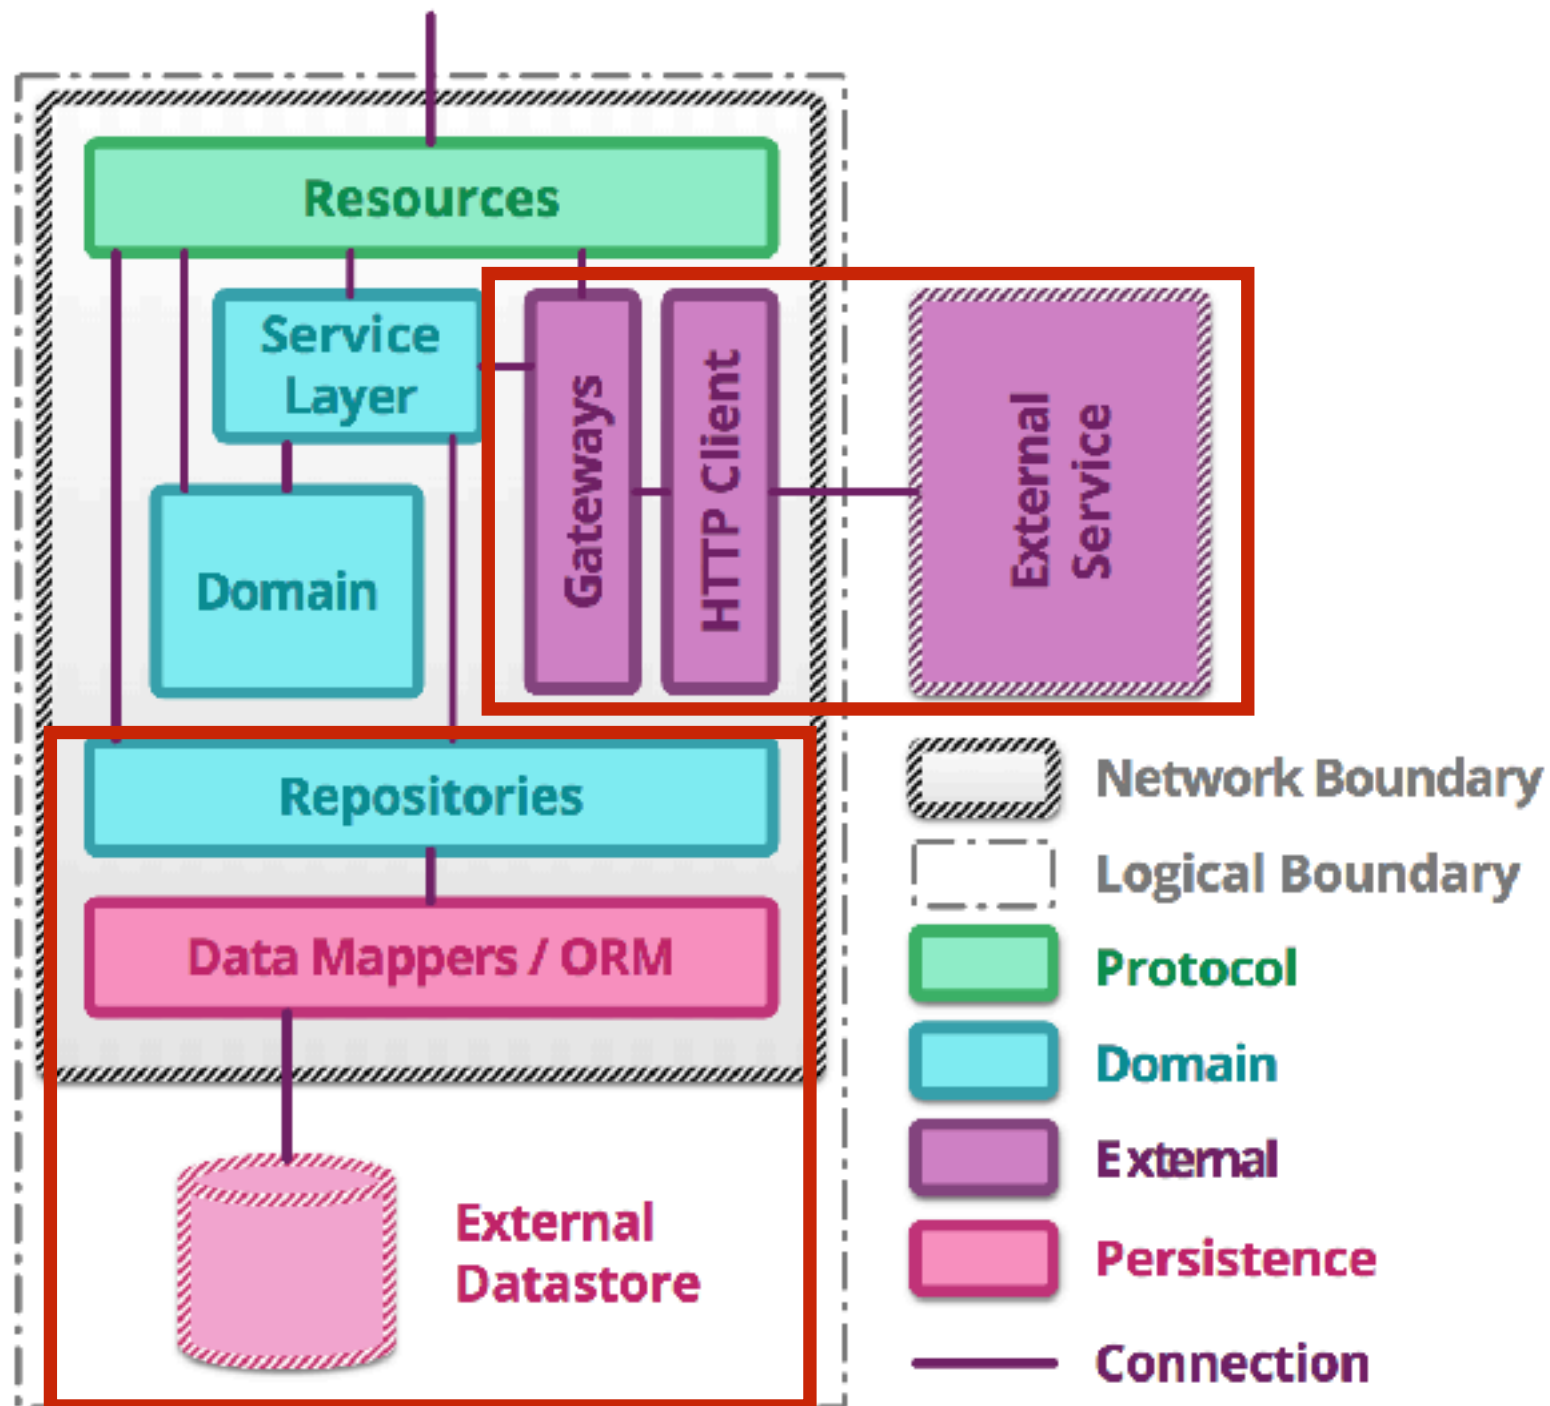 Resources
Service
Layer
Gateways
HTTP Client
External
Service
Domain
Repositories
Data Mappers / ORM
External
Datastore
Network Boundary
Logical Boundary
Protocol
Domain
External
Persistence
Connection